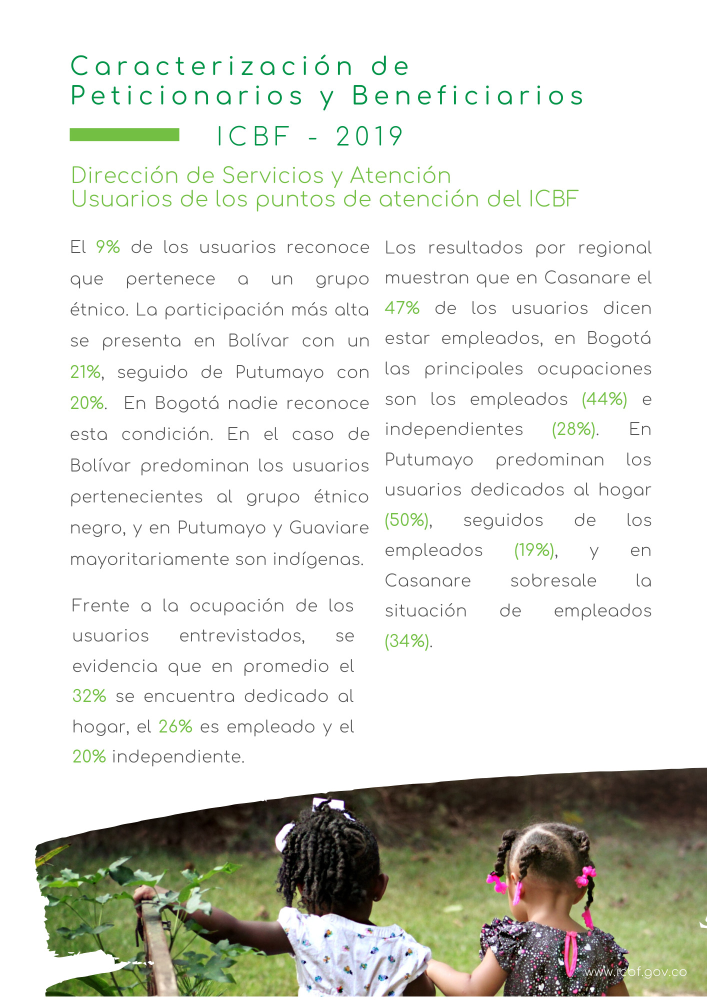 Caracterización de
Peticionarios y Beneficiarios
ICBF - 2019
Dirección de Servicios y Atención
Usuarios de los puntos de atención del ICBF
El 9% de los usuarios reconoce
que pertenece a un grupo
étnico. La participación más alta
se presenta en Bolívar con un
21%, seguido de Putumayo con
20%. En Bogotá nadie reconoce
esta condición. En el caso de
Bolívar predominan los usuarios
pertenecientes al grupo étnico
negro, y en Putumayo y Guaviare
mayoritariamente son indígenas.
Frente a la ocupación de los
usuarios entrevistados, se
evidencia que en promedio el
32% se encuentra dedicado al
hogar, el 26% es empleado y el
20% independiente.
Los resultados por regional
muestran que en Casanare el
47% de los usuarios dicen
estar empleados, en Bogotá
las principales ocupaciones
son los empleados (44%) e
independientes (28%). En
Putumayo predominan los
usuarios dedicados al hogar
(50%), seguidos de los
empleados (19%), y en
Casanare sobresale la
situación de empleados
(34%).
www.icbf.gov.co